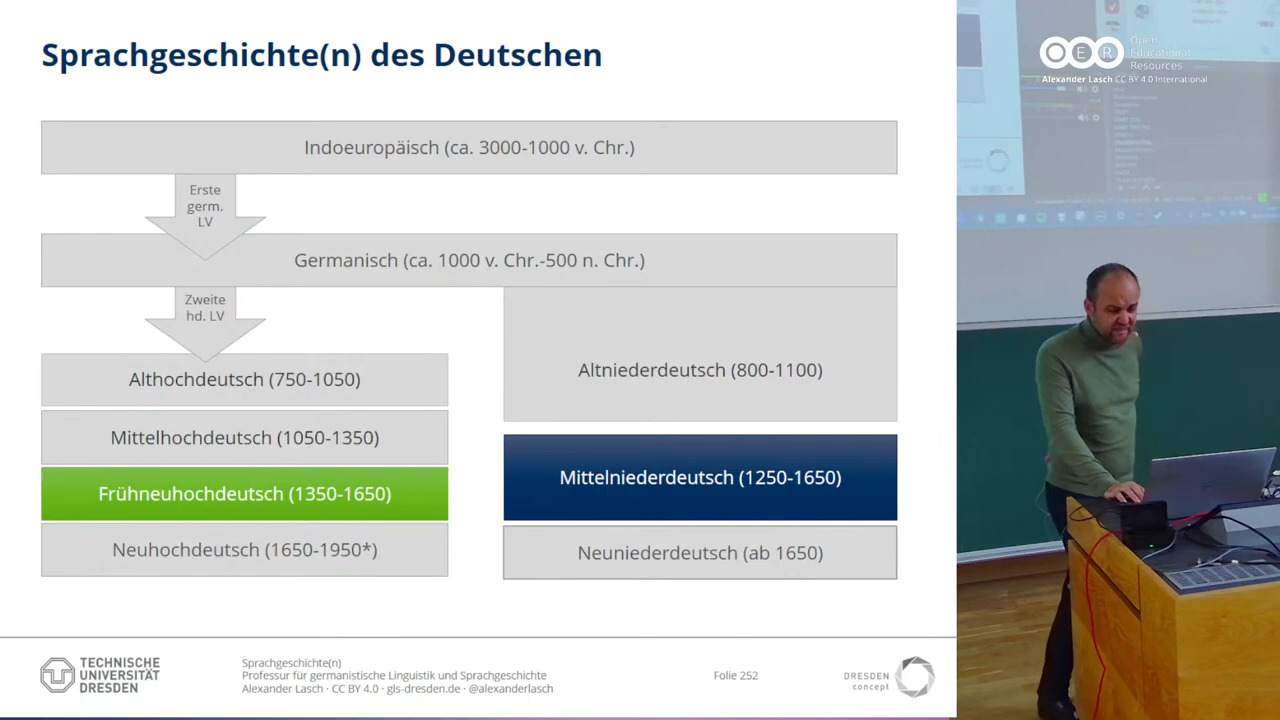 Sprachgeschichte(n) des Deutschen
Open
Educational
Resources
OER
Alexander Lasch CC BY 4.0 International
Indoeuropäisch (ca. 3000-1000 v. Chr.)
Erste
germ.
LV
Germanisch (ca. 1000 v. Chr.-500 n. Chr.)
Zweite
hd. LV
Althochdeutsch (750-1050)
Altniederdeutsch (800-1100)
Mittelhochdeutsch (1050-1350)
Mittelniederdeutsch (1250-1650)
Frühneuhochdeutsch (1350-1650)
Neuhochdeutsch (1650-1950*)
Neuniederdeutsch (ab 1650)
TECHNISCHE
UNIVERSITÄT
DRESDEN
Sprachgeschichte(n)
Professur für germanistische Linguistik und Sprachgeschichte
Alexander Lasch · CC BY 4.0 · gls-dresden.de · @alexanderlasch
Folie 252
DRESDEN
concept